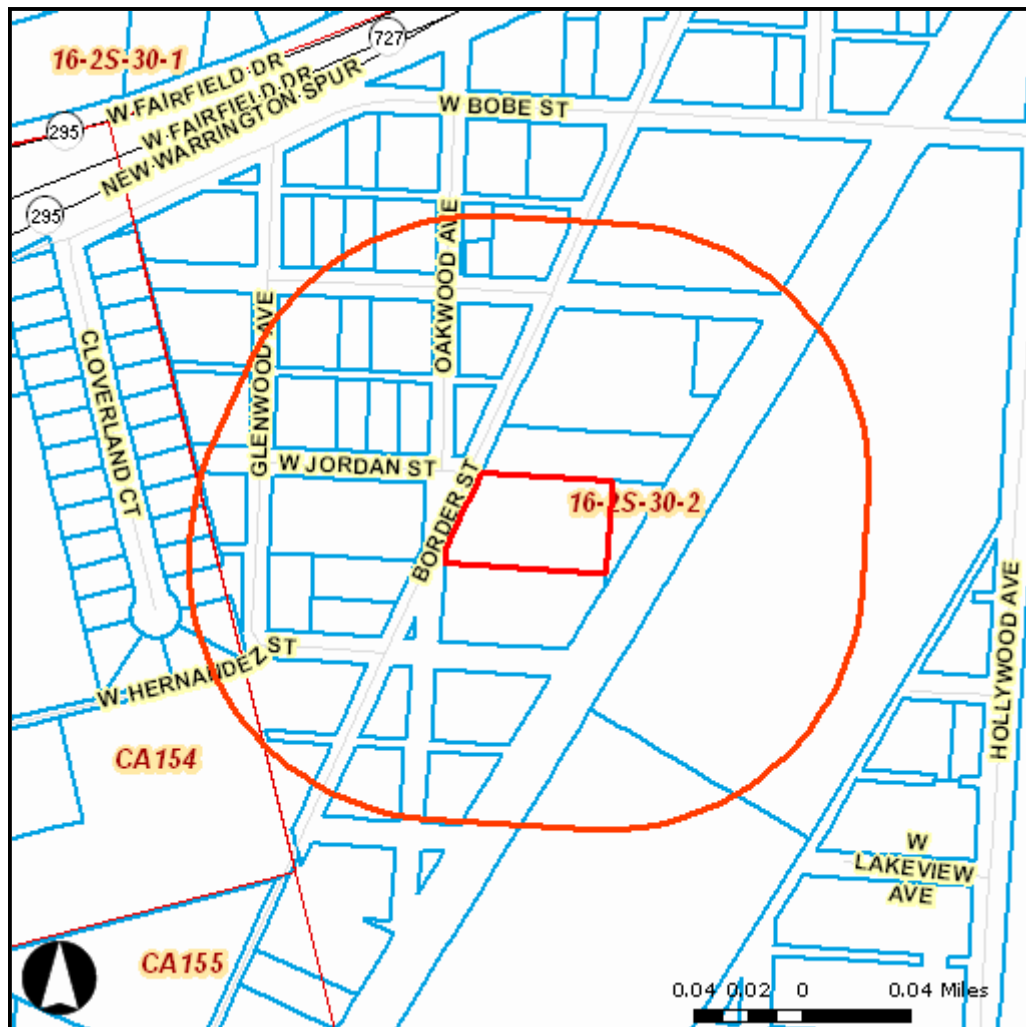 16-2S-30-1
727
W FAIRFIELD DR
295
W FAIRFIELD DR
NEW WARRINGTON SPUR
295
W BOBE ST
OAKWOOD AVE
GLENWOOD AVE
CLOVERLAND CT
W JORDAN ST
BORDER ST
16-2S-30-2
HOLLYWOOD AVE
W HERNANDEZ ST
CA154
W
LAKEVIEW
AVE
CA155
0.04 0.02 0 0.04 Miles